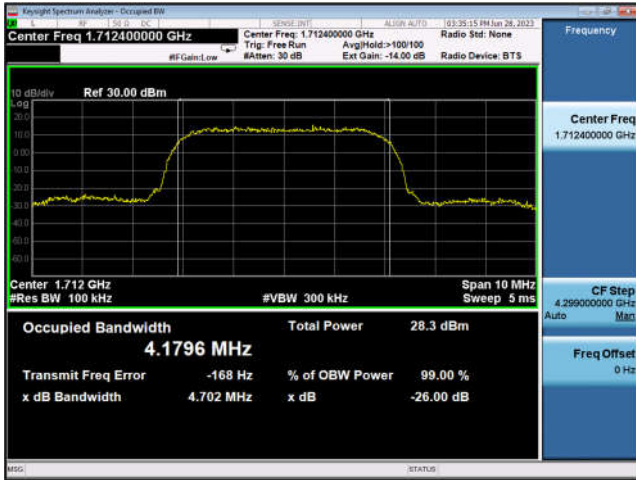 Keysight Spectrum Analyzer - Occupied BW
L RF 50 Ω DC SENSE:INT ALIGN AUTO 03:35:15 PM Jun 28, 2023
Center Freq 1.712400000 GHz
Center Freq: 1.712400000 GHz Radio Std: None
Trig: Free Run Avg|Hold:>100/100
#IFGain:Low #Atten: 30 dB Ext Gain: -14.00 dB Radio Device: BTS
10 dB/div Ref 30.00 dBm
Log
20.0
10.0
0.00
-10.0
-20.0
-30.0
-40.0
-50.0
-60.0
Center 1.712 GHz Span 10 MHz
#Res BW 100 kHz #VBW 300 kHz Sweep 5 ms
Occupied Bandwidth Total Power 28.3 dBm
4.1796 MHz
Transmit Freq Error -168 Hz % of OBW Power 99.00 %
x dB Bandwidth 4.702 MHz x dB -26.00 dB
MSG STATUS
Frequency
Center Freq
1.712400000 GHz
CF Step
4.299000000 GHz
Auto Man
Freq Offset
0 Hz